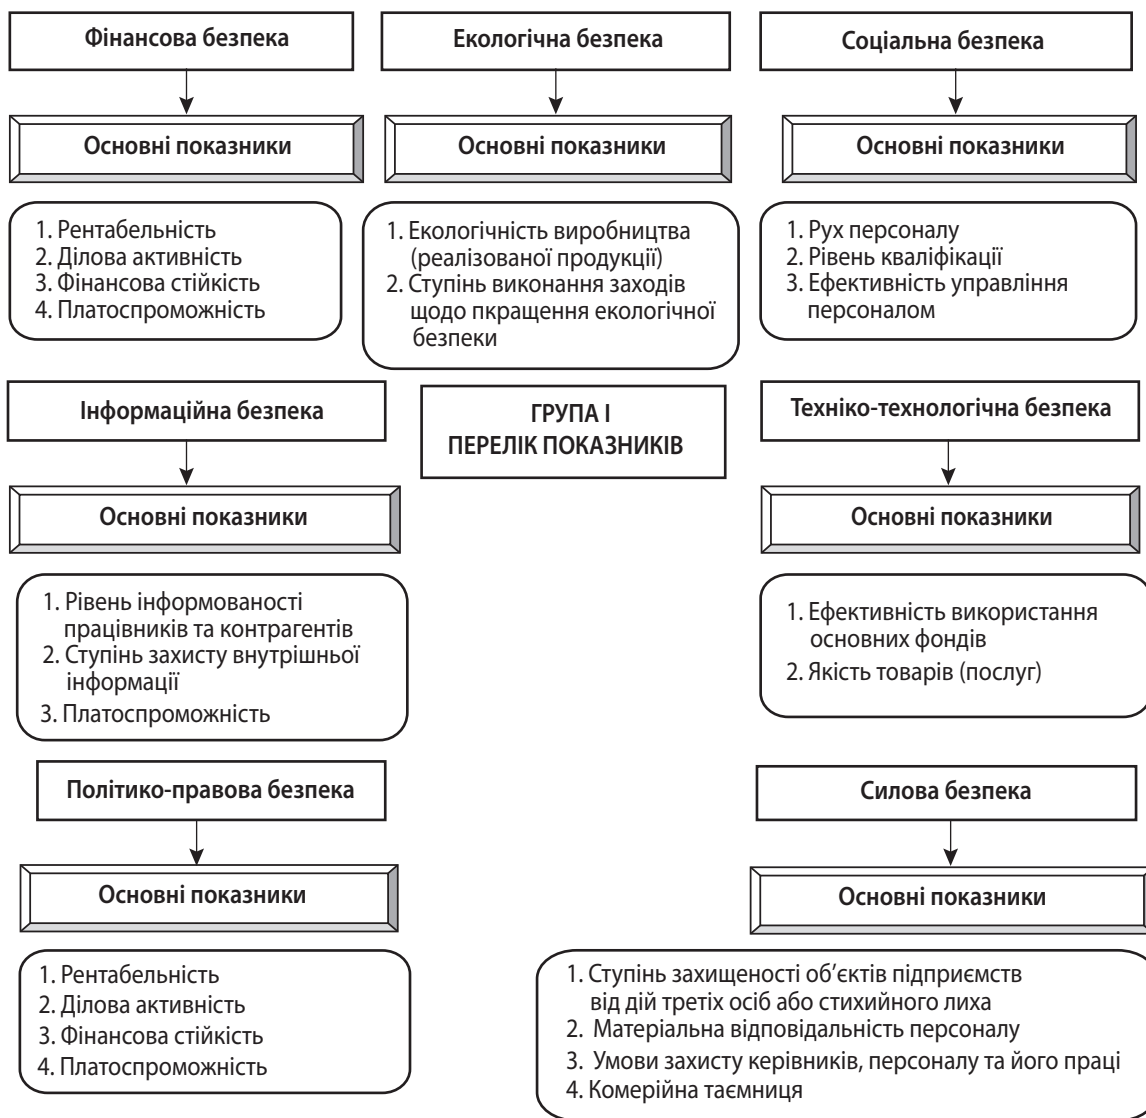 Фінансова безпека
Основні показники
1. Рентабельність
2. Ділова активність
3. Фінансова стійкість
4. Платоспроможність
Екологічна безпека
Основні показники
1. Екологічність виробництва
(реалізованої продукції)
2. Ступінь виконання заходів
щодо пкращення екологічної
безпеки
Соціальна безпека
Основні показники
1. Рух персоналу
2. Рівень кваліфікації
3. Ефективність управління
персоналом
Інформаційна безпека
Основні показники
1. Рівень інформованості
працівників та контрагентів
2. Ступінь захисту внутрішньої
інформації
3. Платоспроможність
ГРУПА І
ПЕРЕЛІК ПОКАЗНИКІВ
Техніко-технологічна безпека
Основні показники
1. Ефективність використання
основних фондів
2. Якість товарів (послуг)
Політико-правова безпека
Основні показники
1. Рентабельність
2. Ділова активність
3. Фінансова стійкість
4. Платоспроможність
Силова безпека
Основні показники
1. Ступінь захищеності об’єктів підприємств
від дій третіх осіб або стихийного лиха
2. Матеріальна відповідальність персоналу
3. Умови захисту керівників, персоналу та його праці
4. Комерійна таємниця